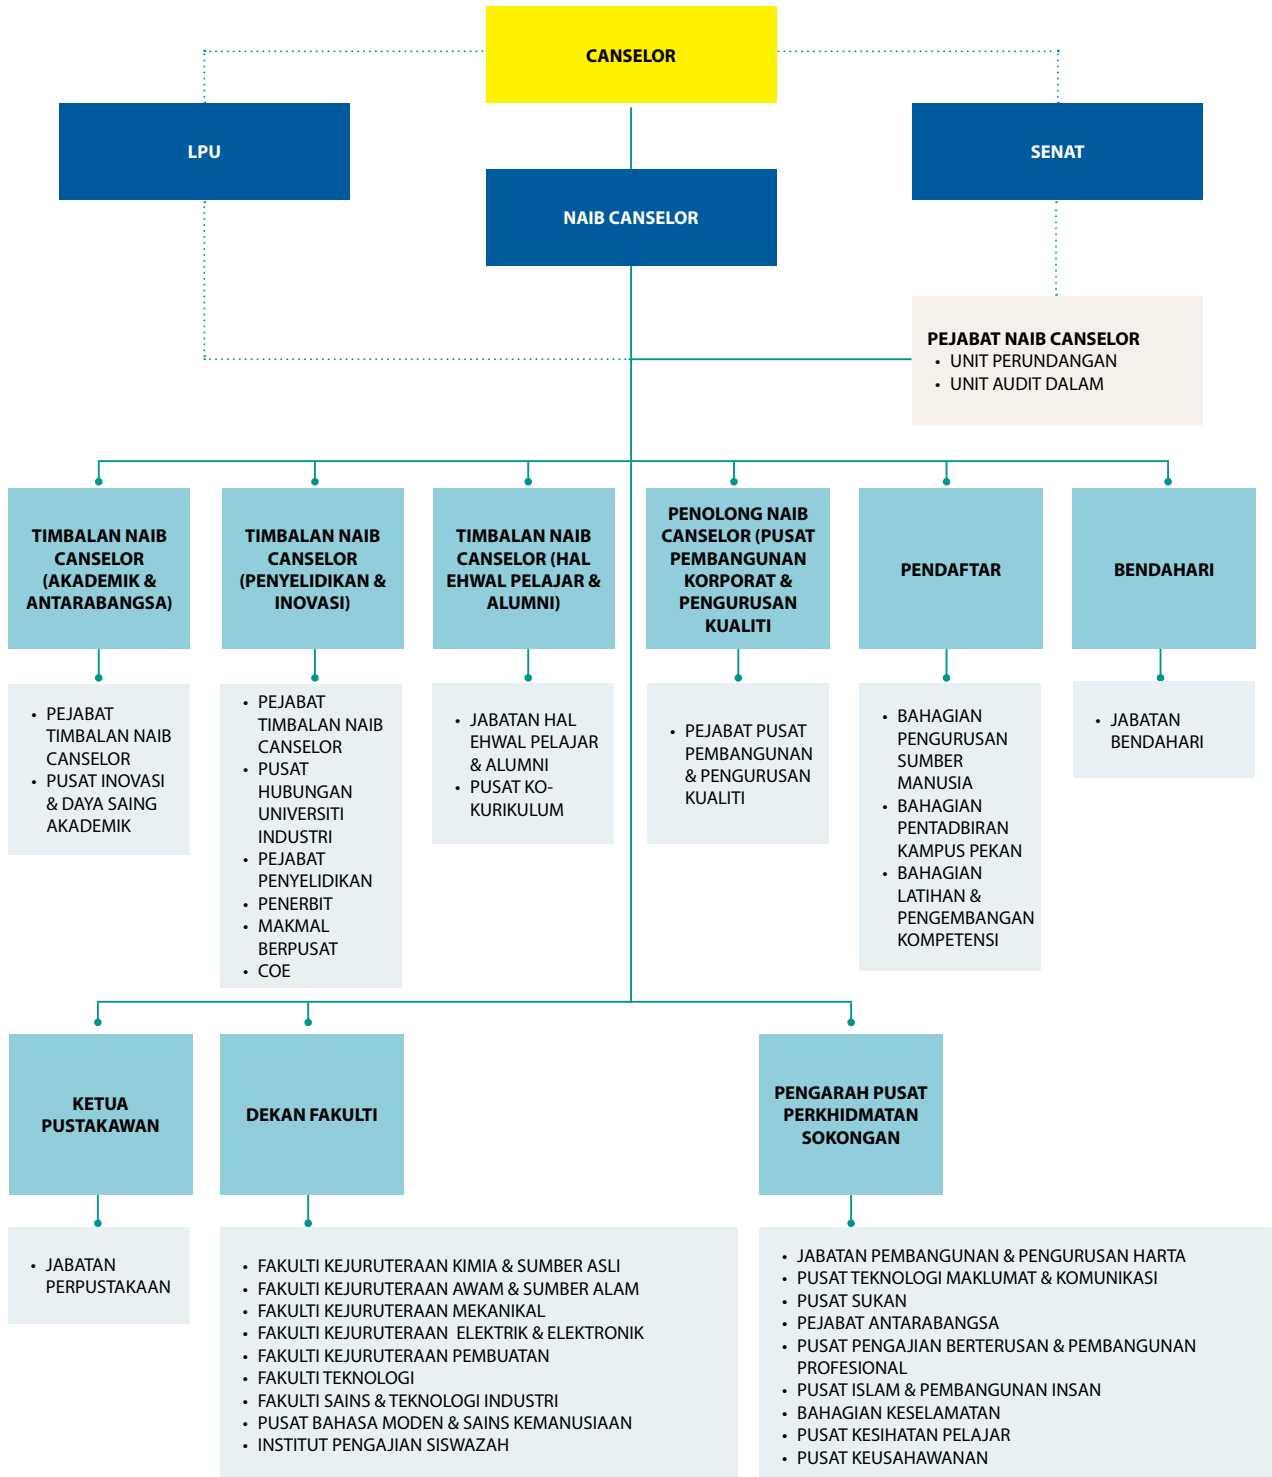 CANSELOR
LPU
SENAT
NAIB CANSELOR
PEJABAT NAIB CANSELOR
• UNIT PERUNDANGAN
• UNIT AUDIT DALAM
TIMBALAN NAIB
CANSELOR
(AKADEMIK &
ANTARABANGSA)
TIMBALAN NAIB
CANSELOR
(PENYELIDIKAN &
INOVASI)
TIMBALAN NAIB
CANSELOR (HAL
EHWAL PELAJAR &
ALUMNI)
PENOLONG NAIB
CANSELOR (PUSAT
PEMBANGUNAN
KORPORAT &
PENGURUSAN
KUALITI
PENDAFTAR
BENDAHARI
• PEJABAT
TIMBALAN NAIB
CANSELOR
• PUSAT INOVASI
& DAYA SAING
AKADEMIK
• PEJABAT
TIMBALAN NAIB
CANSELOR
• PUSAT
HUBUNGAN
UNIVERSITI
INDUSTRI
• PEJABAT
PENYELIDIKAN
• PENERBIT
• MAKMAL
BERPUSAT
• COE
• JABATAN HAL
EHWAL PELAJAR
& ALUMNI
• PUSAT KO-
KURIKULUM
• PEJABAT PUSAT
PEMBANGUNAN
& PENGURUSAN
KUALITI
• BAHAGIAN
PENGURUSAN
SUMBER
MANUSIA
• BAHAGIAN
PENTADBIRAN
KAMPUS PEKAN
• BAHAGIAN
LATIHAN &
PENGEMBANGAN
KOMPETENSI
• JABATAN
BENDAHARI
KETUA
PUSTAKAWAN
DEKAN FAKULTI
PENGARAH PUSAT
PERKHIDMATAN
SOKONGAN
• JABATAN
PERPUSTAKAAN
• FAKULTI KEJURUTERAAN KIMIA & SUMBER ASLI
• FAKULTI KEJURUTERAAN AWAM & SUMBER ALAM
• FAKULTI KEJURUTERAAN MEKANIKAL
• FAKULTI KEJURUTERAAN ELEKTRIK & ELEKTRONIK
• FAKULTI KEJURUTERAAN PEMBUATAN
• FAKULTI TEKNOLOGI
• FAKULTI SAINS & TEKNOLOGI INDUSTRI
• PUSAT BAHASA MODEN & SAINS KEMANUSIAAN
• INSTITUT PENGAJIAN SISWAZAH
• JABATAN PEMBANGUNAN & PENGURUSAN HARTA
• PUSAT TEKNOLOGI MAKLUMAT & KOMUNIKASI
• PUSAT SUKAN
• PEJABAT ANTARABANGSA
• PUSAT PENGAJIAN BERTERUSAN & PEMBANGUNAN
PROFESIONAL
• PUSAT ISLAM & PEMBANGUNAN INSAN
• BAHAGIAN KESELAMATAN
• PUSAT KESIHATAN PELAJAR
• PUSAT KEUSAHAWANAN